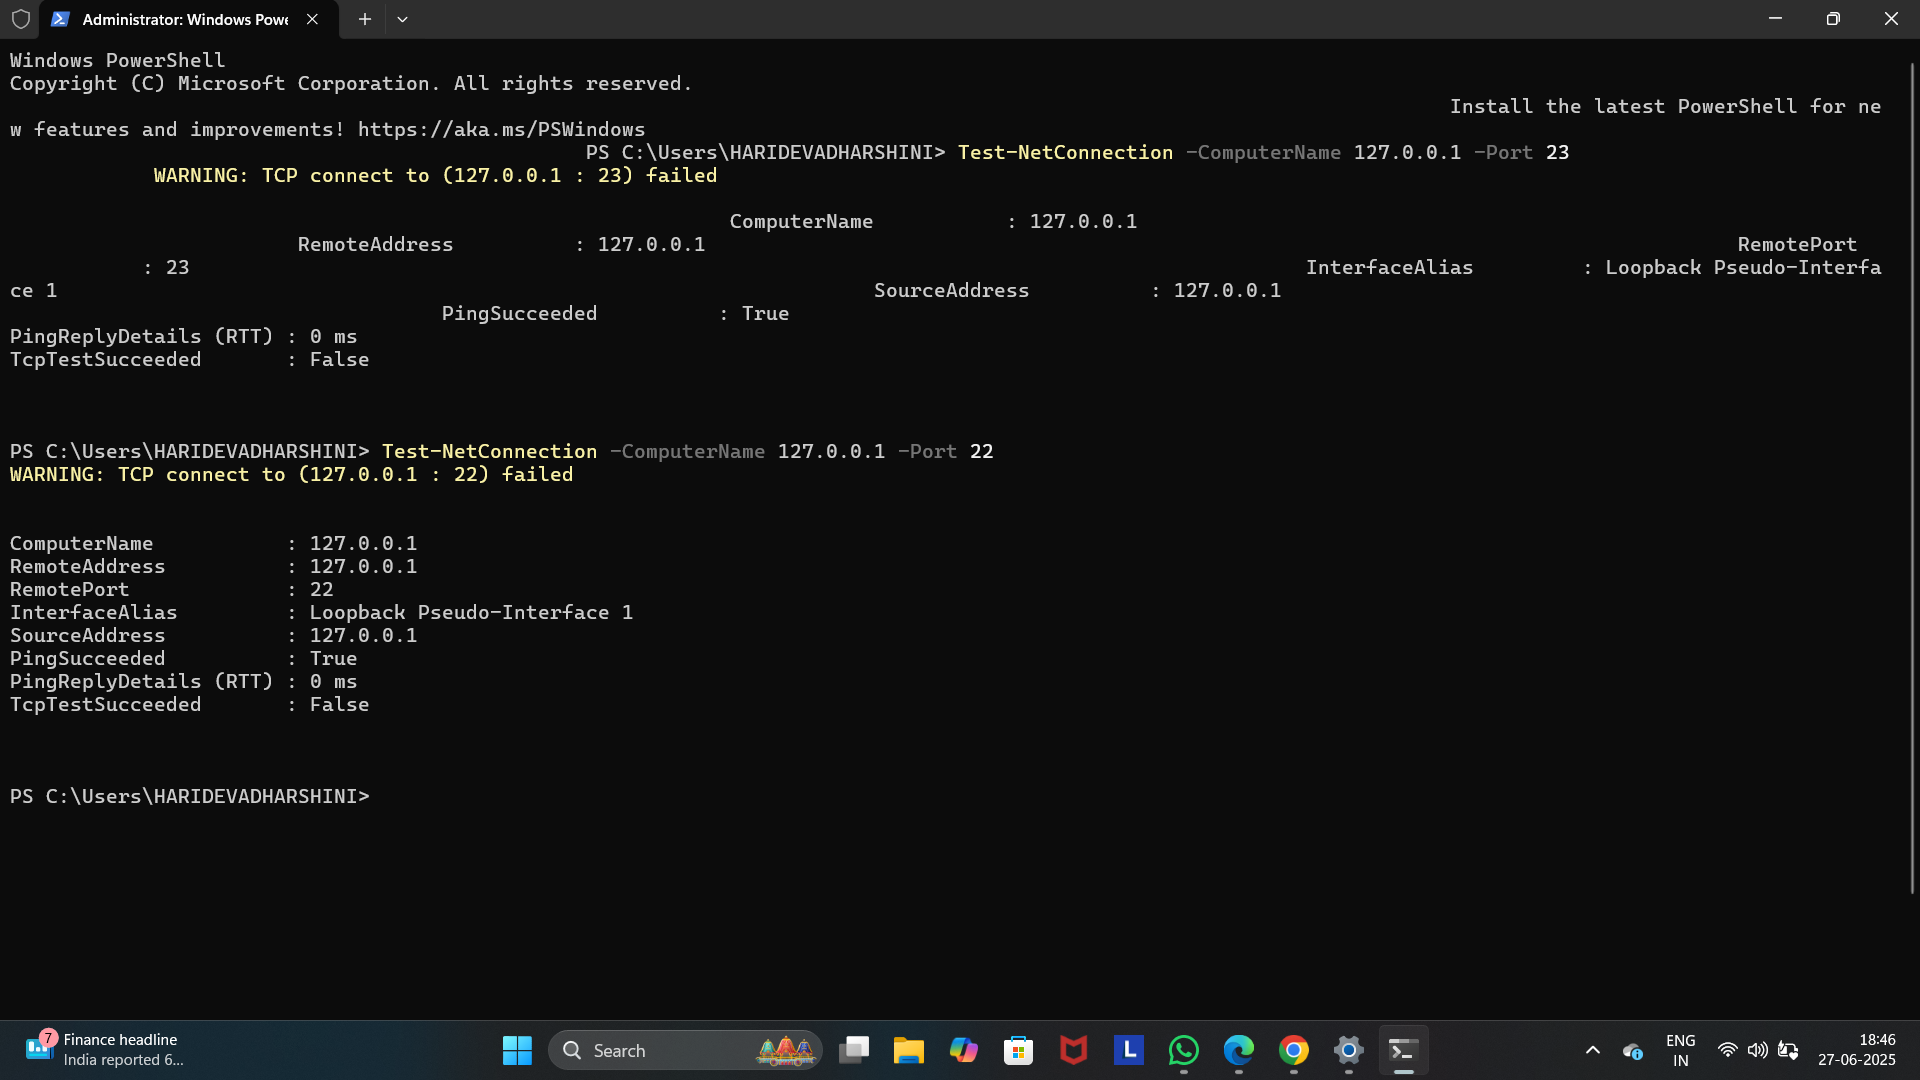 Administrator: Windows Powe
Windows PowerShell
Copyright (C) Microsoft Corporation. All rights reserved.
Install the latest PowerShell for ne
w features and improvements! https://aka.ms/PSWindows
PS C:\Users\HARIDEVADHARSHINI> Test-NetConnection -ComputerName 127.0.0.1 -Port 23
WARNING: TCP connect to (127.0.0.1 : 23) failed
ComputerName : 127.0.0.1
RemoteAddress : 127.0.0.1 RemotePort
: 23 InterfaceAlias : Loopback Pseudo-Interfa
ce 1 SourceAddress : 127.0.0.1
PingSucceeded : True
PingReplyDetails (RTT) : 0 ms
TcpTestSucceeded : False
PS C:\Users\HARIDEVADHARSHINI> Test-NetConnection -ComputerName 127.0.0.1 -Port 22
WARNING: TCP connect to (127.0.0.1 : 22) failed
ComputerName : 127.0.0.1
RemoteAddress : 127.0.0.1
RemotePort : 22
InterfaceAlias : Loopback Pseudo-Interface 1
SourceAddress : 127.0.0.1
PingSucceeded : True
PingReplyDetails (RTT) : 0 ms
TcpTestSucceeded : False
PS C:\Users\HARIDEVADHARSHINI>
7
Finance headline
India reported 6...
Search
L
ENG
IN
18:46
27-06-2025